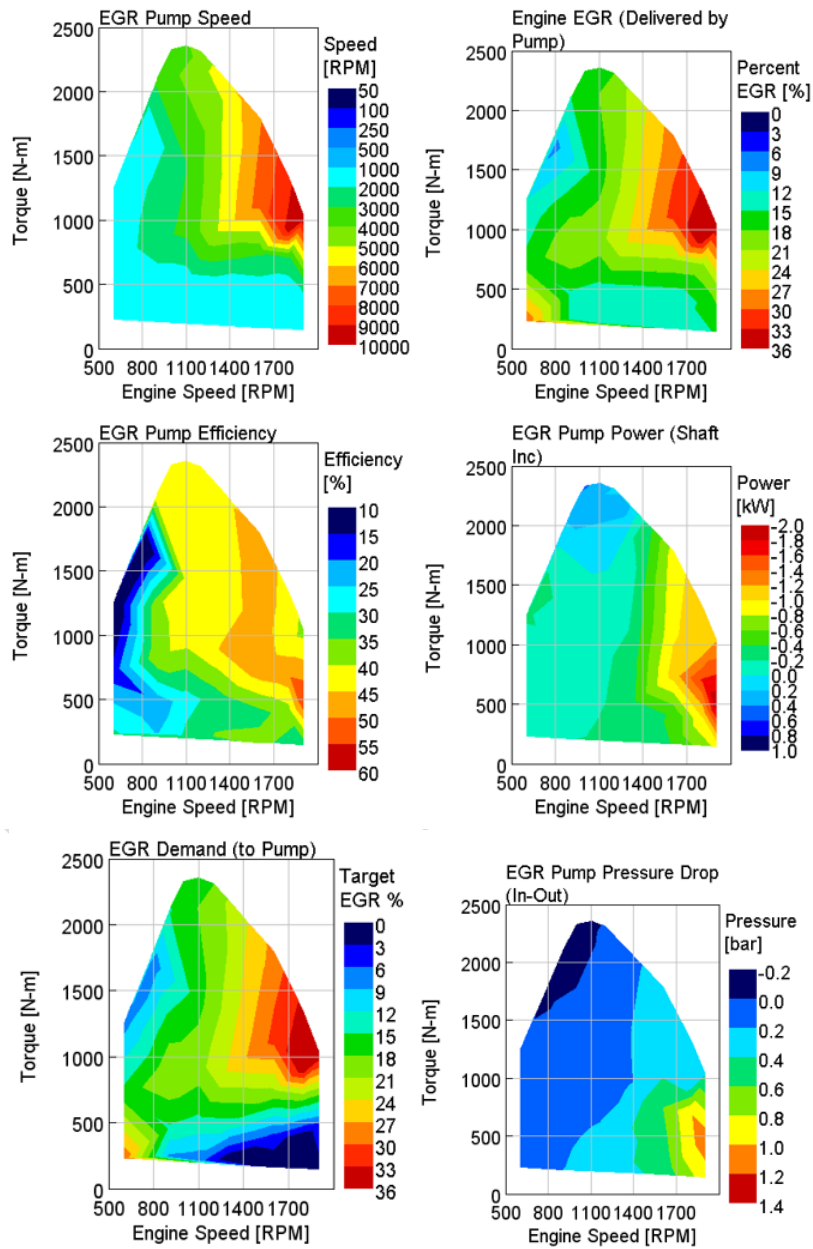 EGR Pump Speed
Speed
[RPM]
50
100
250
500
1000
2000
3000
4000
5000
6000
7000
8000
9000
10000
2500
2000
1500
1000
500
0
Torque [N-m]
500 800 1100 1400 1700
Engine Speed [RPM]
Engine EGR (Delivered by
Pump)
Percent
EGR [%]
0
3
6
9
12
15
18
21
24
27
30
33
36
2500
2000
1500
1000
500
0
Torque [N-m]
500 800 1100 1400 1700
Engine Speed [RPM]
EGR Pump Efficiency
Efficiency
[%]
10
15
20
25
30
35
40
45
50
55
60
2500
2000
1500
1000
500
0
Torque [N-m]
500 800 1100 1400 1700
Engine Speed [RPM]
EGR Pump Power (Shaft
Inc)
Power
[kW]
-2.0
-1.8
-1.6
-1.4
-1.2
-1.0
-0.8
-0.6
-0.4
-0.2
0.0
0.2
0.4
0.6
0.8
1.0
2500
2000
1500
1000
500
0
Torque [N-m]
500 800 1100 1400 1700
Engine Speed [RPM]
EGR Demand (to Pump)
Target
EGR %
0
3
6
9
12
15
18
21
24
27
30
33
36
2500
2000
1500
1000
500
0
Torque [N-m]
500 800 1100 1400 1700
Engine Speed [RPM]
EGR Pump Pressure Drop
(In-Out)
Pressure
[bar]
-0.2
0.0
0.2
0.4
0.6
0.8
1.0
1.2
1.4
2500
2000
1500
1000
500
0
Torque [N-m]
500 800 1100 1400 1700
Engine Speed [RPM]